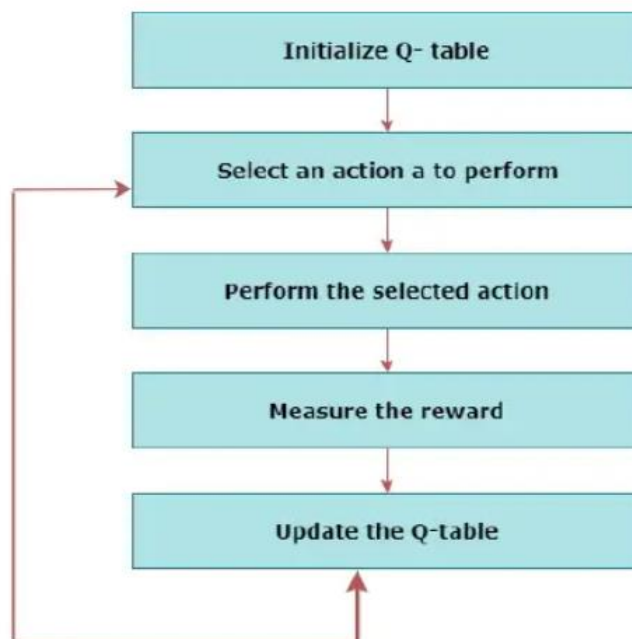 Initialize Q- table
Select an action a to perform
Perform the selected action
Measure the reward
Update the Q-table